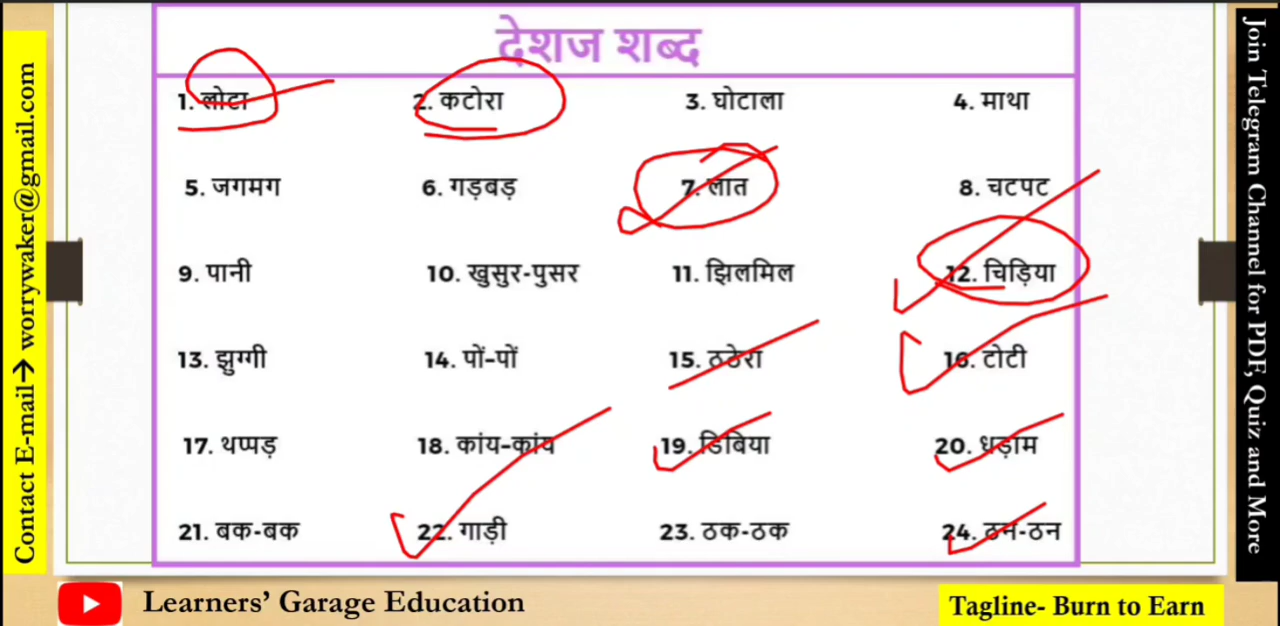 देशज शब्द
1. लोटा 2. कटोरा 3. घोटाला 4. माथा
5. जगमग 6. गड़बड़ 7. लात 8. चटपट
9. पानी 10. खुसुर-पुसर 11. झिलमिल 12. चिड़िया
13. झुग्गी 14. पों-पों 15. ठठेरा 16. टोटी
17. थप्पड़ 18. कांय-कांय 19. डिबिया 20. धड़ाम
21. बक-बक 22. गाड़ी 23. ठक-ठक 24. ठन-ठन
Contact E-mail→ worrywaker@gmail.com
Join Telegram Channel for PDF, Quiz and More
Learners’ Garage Education
Tagline- Burn to Earn